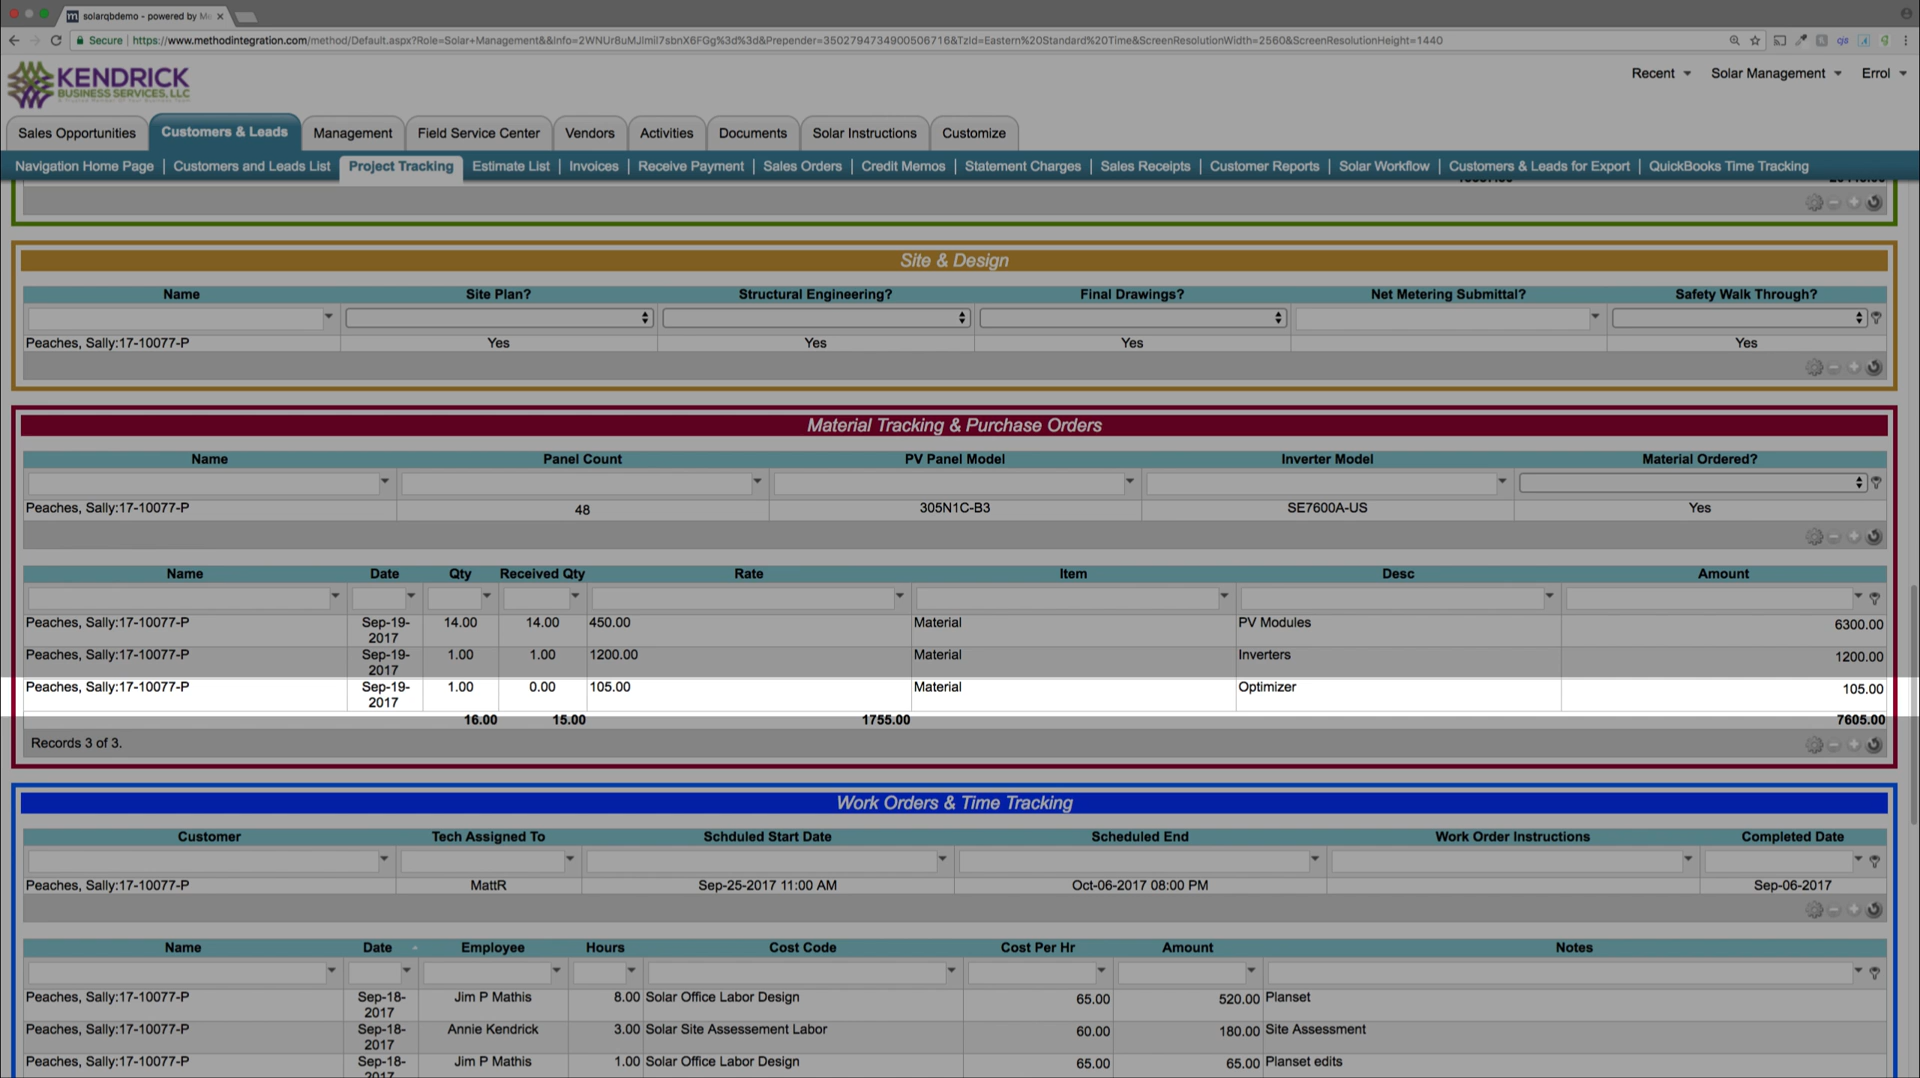 solarqbdemo - powered by Me
Secure | https://www.methodintegration.com/method/Default.aspx?Role=Solar+Management&&Info=2WNUr8uMJImiI7sbnX6FGg%3d%3d&Prepender=3502794734900506716&TzId=Eastern%20Standard%20Time&ScreenResolutionWidth=2560&ScreenResolutionHeight=1440
KENDRICK
BUSINESS SERVICES, LLC
Recent Solar Management Errol
Sales Opportunities Customers & Leads Management Field Service Center Vendors Activities Documents Solar Instructions Customize
Navigation Home Page | Customers and Leads List | Project Tracking | Estimate List | Invoices | Receive Payment | Sales Orders | Credit Memos | Statement Charges | Sales Receipts | Customer Reports | Solar Workflow | Customers & Leads for Export | QuickBooks Time Tracking
Site & Design
Name Site Plan? Structural Engineering? Final Drawings? Net Metering Submittal? Safety Walk Through?
Peaches, Sally:17-10077-P Yes Yes Yes Yes
Material Tracking & Purchase Orders
Name Panel Count PV Panel Model Inverter Model Material Ordered?
Peaches, Sally:17-10077-P 48 305N1C-B3 SE7600A-US Yes
Name Date Qty Received Qty Rate Item Desc Amount
Peaches, Sally:17-10077-P Sep-19-2017 14.00 14.00 450.00 Material PV Modules 6300.00
Peaches, Sally:17-10077-P Sep-19-2017 1.00 1.00 1200.00 Material Inverters 1200.00
Peaches, Sally:17-10077-P Sep-19-2017 1.00 0.00 105.00 Material Optimizer 105.00
16.00 15.00 1755.00 7605.00
Records 3 of 3.
Work Orders & Time Tracking
Customer Tech Assigned To Schduled Start Date Scheduled End Work Order Instructions Completed Date
Peaches, Sally:17-10077-P MattR Sep-25-2017 11:00 AM Oct-06-2017 08:00 PM Sep-06-2017
Name Date Employee Hours Cost Code Cost Per Hr Amount Notes
Peaches, Sally:17-10077-P Sep-18-2017 Jim P Mathis 8.00 Solar Office Labor Design 65.00 520.00 Planset
Peaches, Sally:17-10077-P Sep-18-2017 Annie Kendrick 3.00 Solar Site Assessement Labor 60.00 180.00 Site Assessment
Peaches, Sally:17-10077-P Sep-18-2017 Jim P Mathis 1.00 Solar Office Labor Design 65.00 65.00 Planset edits